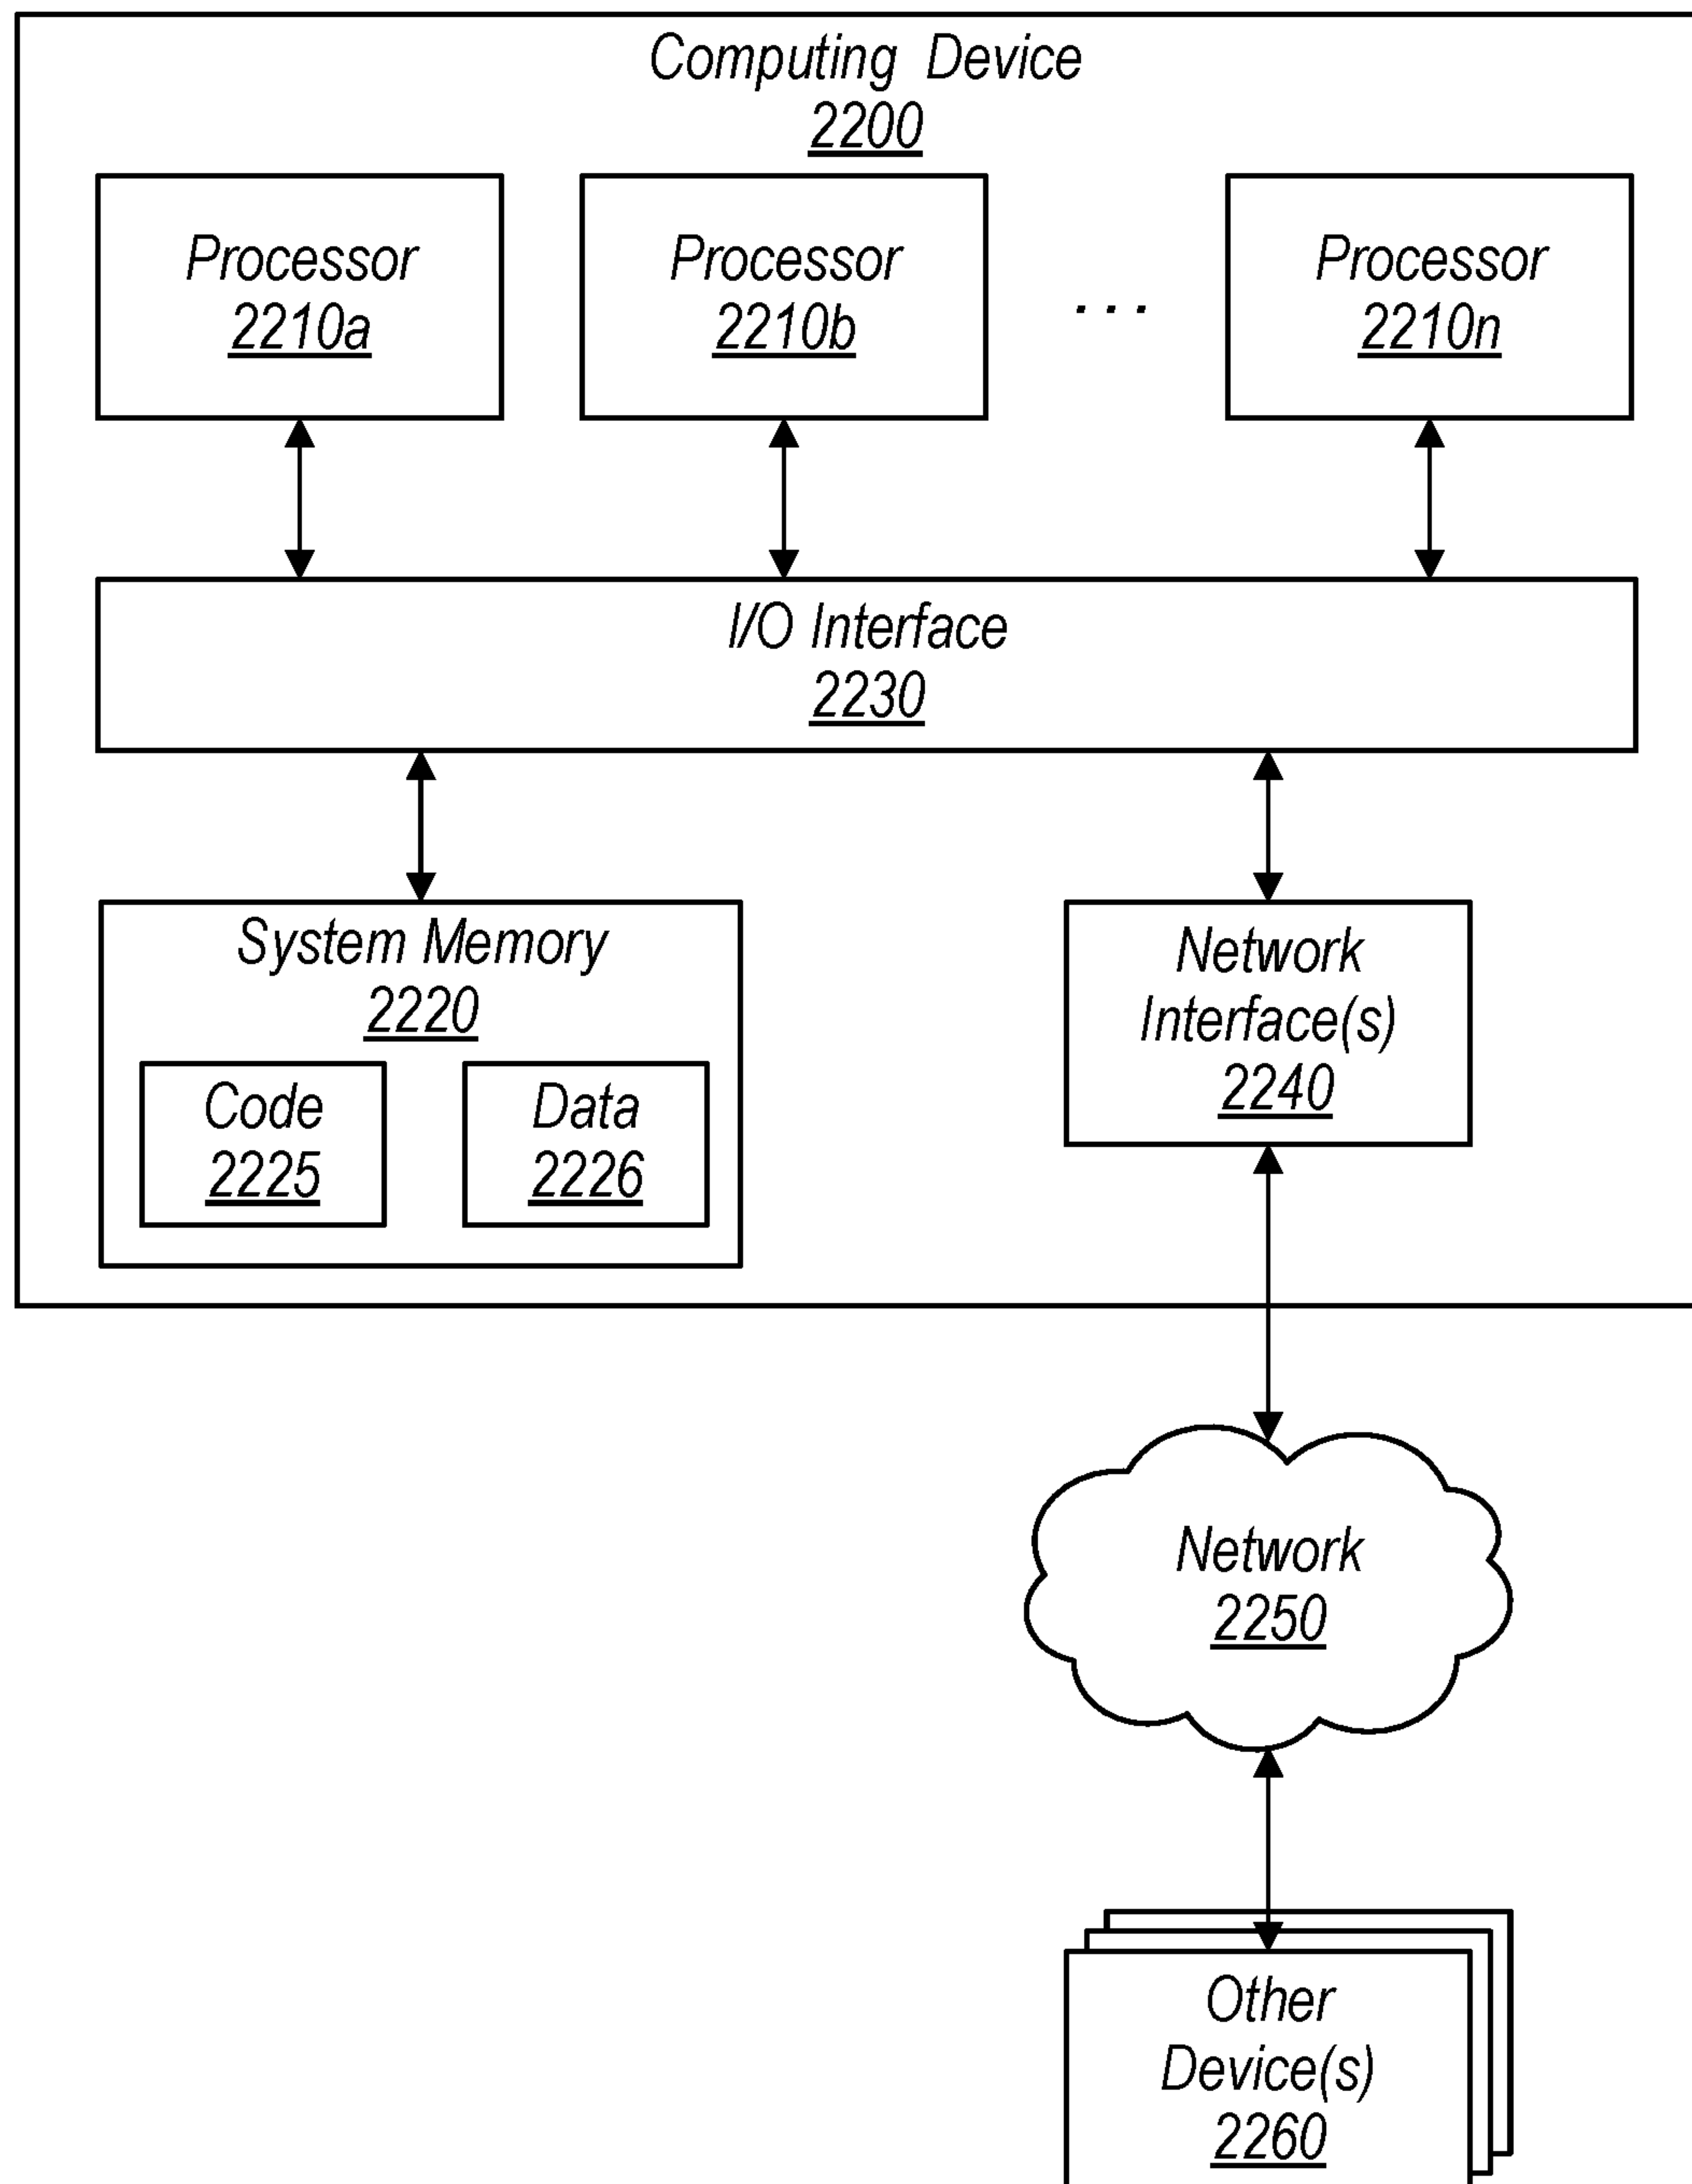 Computing Device
2200
Processor
2210a
Processor
2210b
. . .
Processor
2210n
I/O Interface
2230
System Memory
2220
Code
2225
Data
2226
Network
Interface(s)
2240
Network
2250
Other
Device(s)
2260